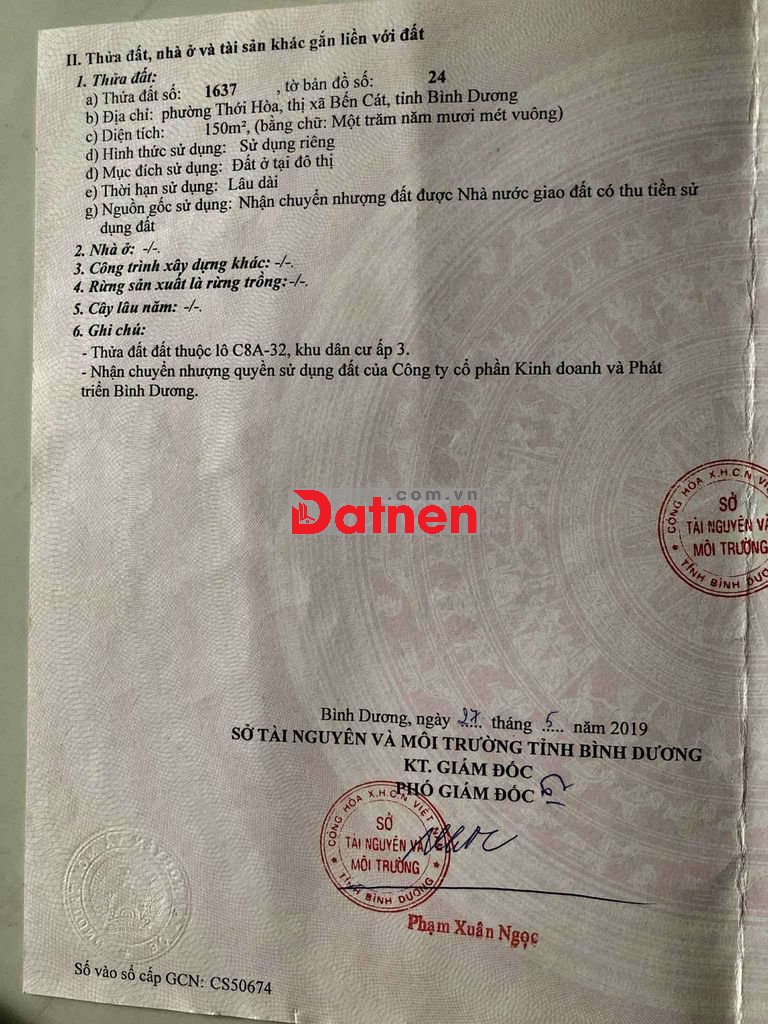 II. Thửa đất, nhà ở và tài sản khác gắn liền với đất
1. Thửa đất:
a) Thửa đất số: 1637 , tờ bản đồ số: 24
b) Địa chỉ: phường Thới Hòa, thị xã Bến Cát, tỉnh Bình Dương
c) Diện tích: 150m², (bằng chữ: Một trăm năm mươi mét vuông)
d) Hình thức sử dụng: Sử dụng riêng
đ) Mục đích sử dụng: Đất ở tại đô thị
e) Thời hạn sử dụng: Lâu dài
g) Nguồn gốc sử dụng: Nhận chuyển nhượng đất được Nhà nước giao đất có thu tiền sử
dụng đất
2. Nhà ở: -/-.
3. Công trình xây dựng khác: -/-.
4. Rừng sản xuất là rừng trồng: -/-.
5. Cây lâu năm: -/-.
6. Ghi chú:
- Thửa đất đất thuộc lô C8A-32, khu dân cư ấp 3.
- Nhận chuyển nhượng quyền sử dụng đất của Công ty cổ phần Kinh doanh và Phát
triển Bình Dương.
.com.vn
Datnen
CỘNG HÒA X.H.C.N VIỆ
SỞ
TÀI NGUYÊN VÀ
MÔI TRƯỜNG
TỈNH BÌNH DƯƠNG
Bình Dương, ngày 27 tháng 5 năm 2019
SỞ TÀI NGUYÊN VÀ MÔI TRƯỜNG TỈNH BÌNH DƯƠNG
KT. GIÁM ĐỐC
PHÓ GIÁM ĐỐC
CỘNG HÒA X.H.C.N VIỆT
SỞ
TÀI NGUYÊN VÀ
MÔI TRƯỜNG
TỈNH BÌNH DƯƠNG
Phạm Xuân Ngọc
Số vào sổ cấp GCN: CS50674